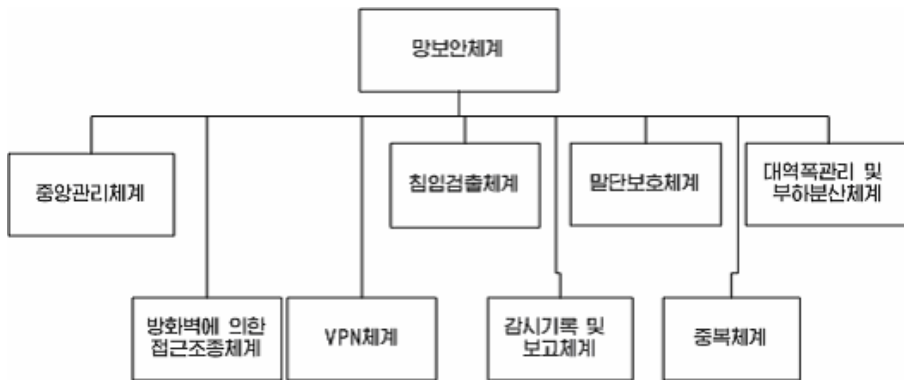 망보안체계
중앙관리체계
침입검출체계
말단보호체계
대역폭관리 및
부하분산체계
방화벽에 의한
접근조종체계
VPN체계
감시기록 및
보고체계
중복체계